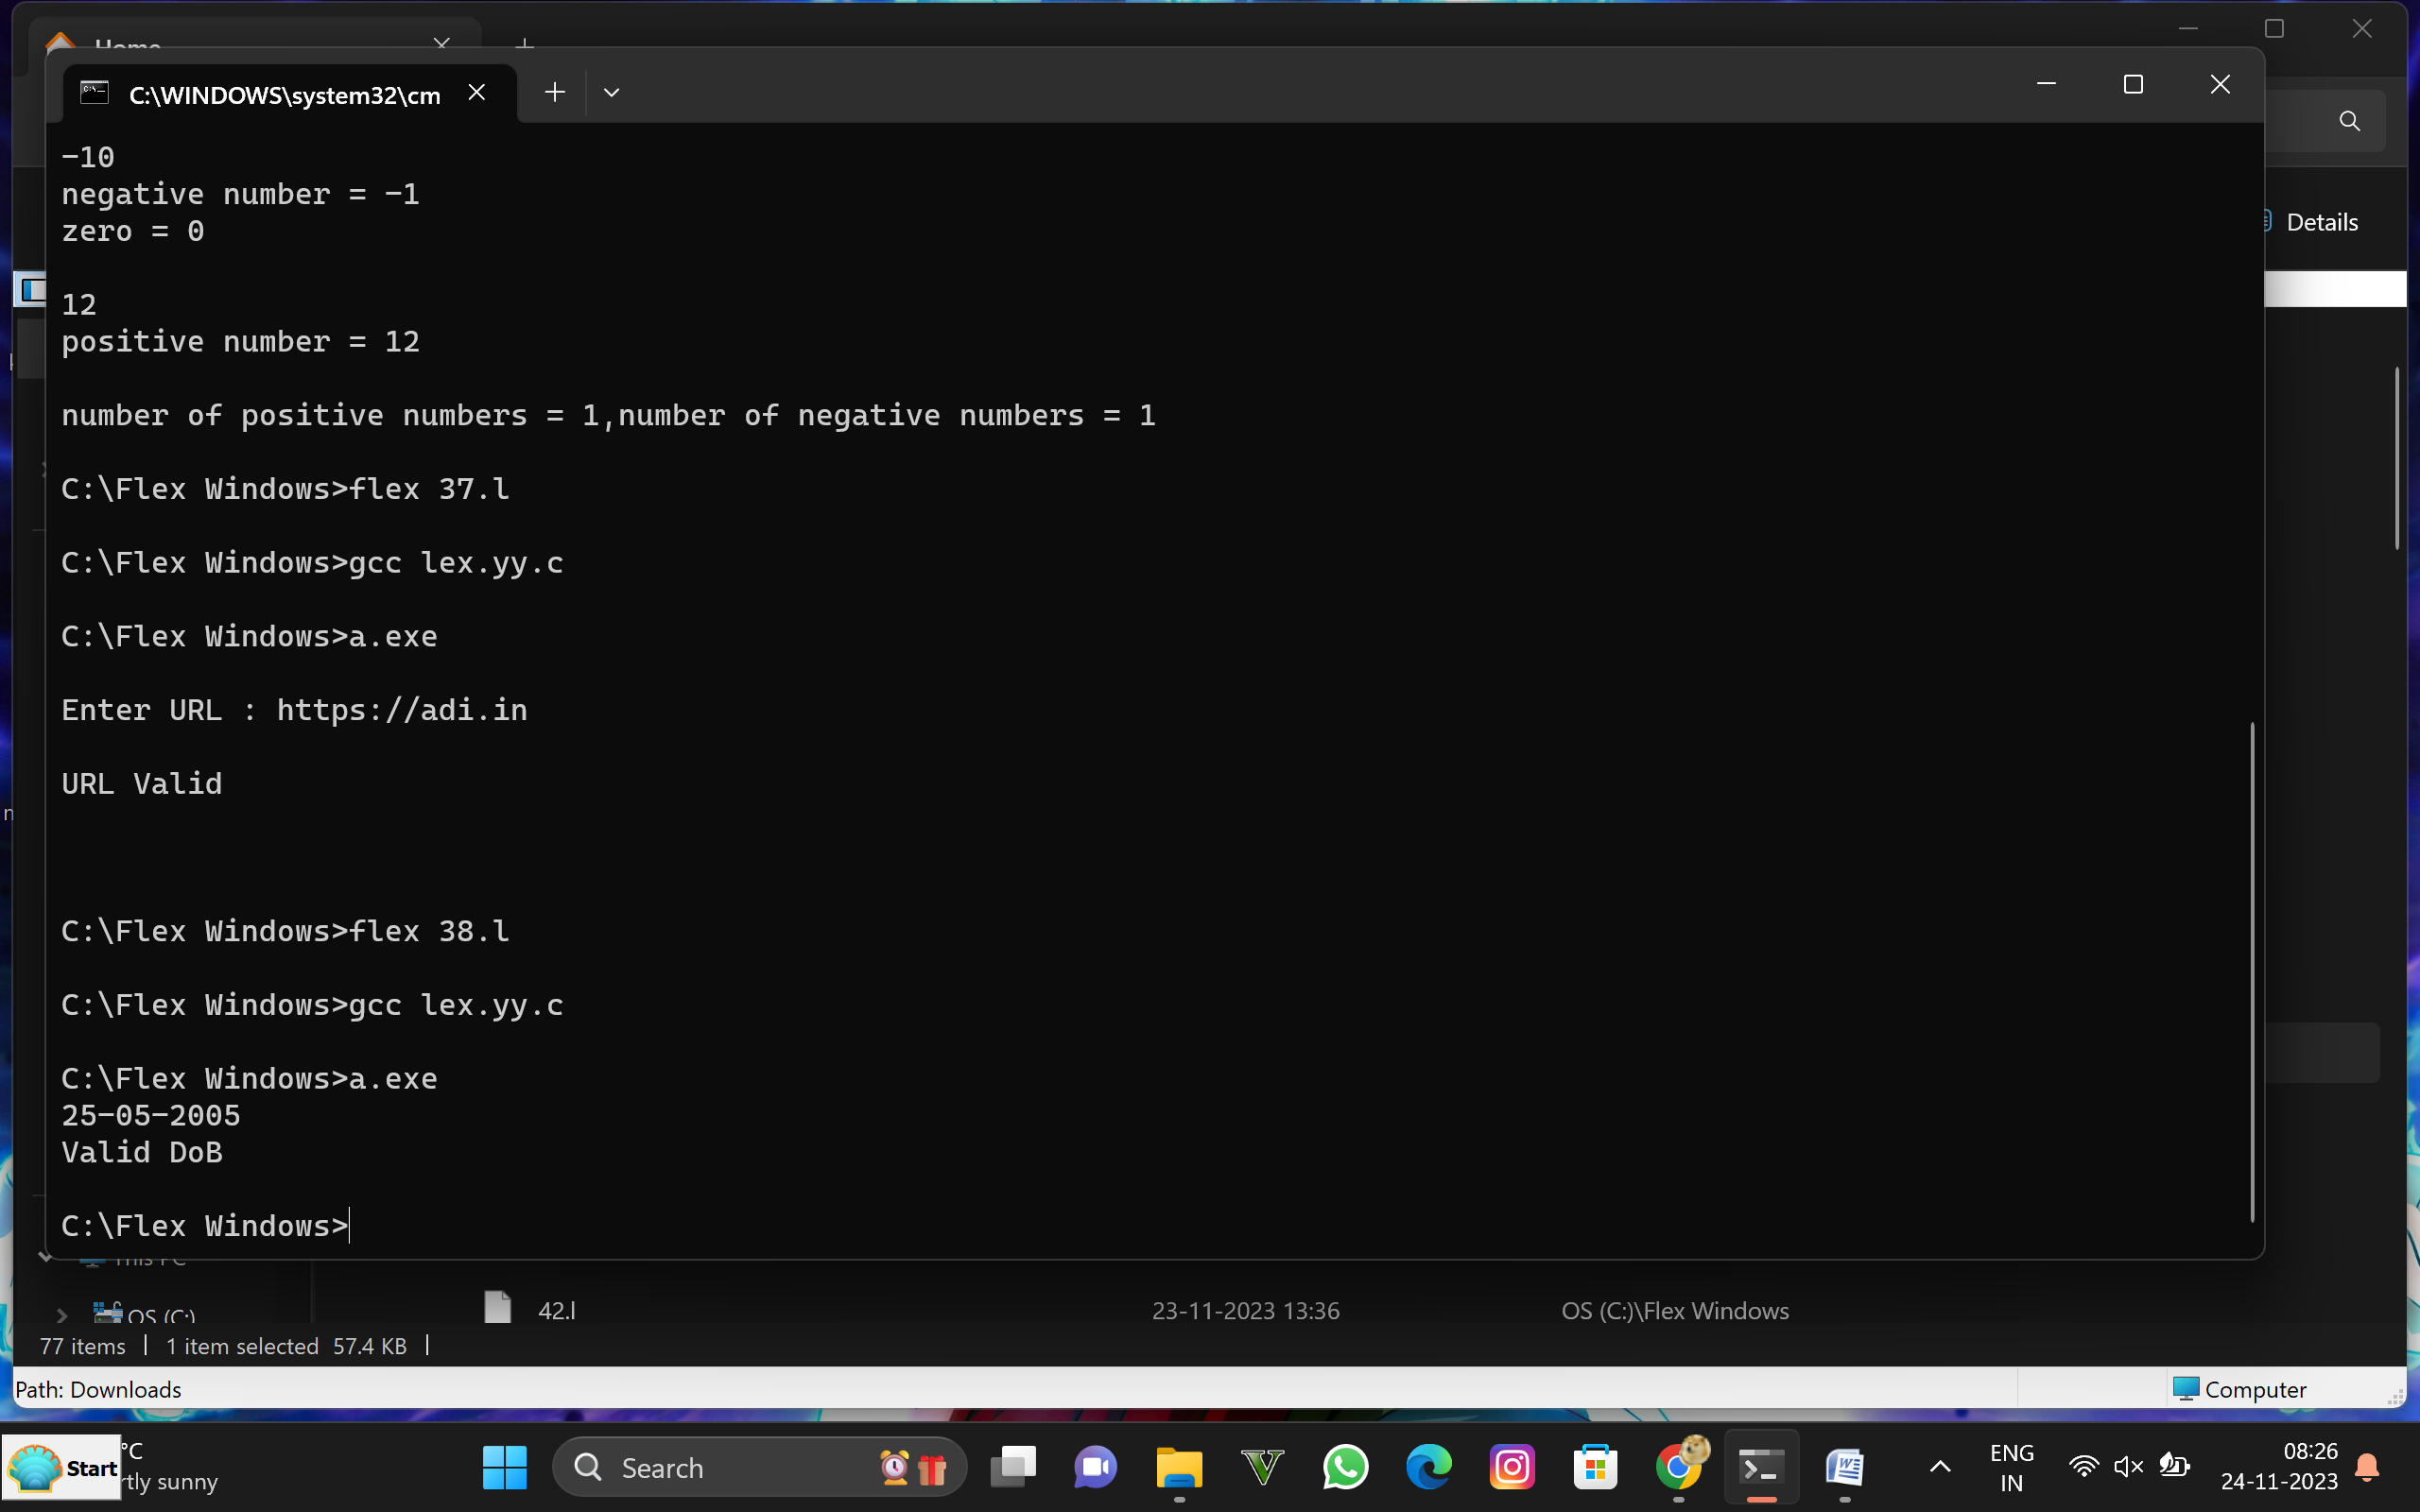 Home
C:\WINDOWS\system32\cm
Details
-10
negative number = -1
zero = 0
12
positive number = 12
number of positive numbers = 1,number of negative numbers = 1
C:\Flex Windows>flex 37.l
C:\Flex Windows>gcc lex.yy.c
C:\Flex Windows>a.exe
Enter URL : https://adi.in
URL Valid
C:\Flex Windows>flex 38.l
C:\Flex Windows>gcc lex.yy.c
C:\Flex Windows>a.exe
25-05-2005
Valid DoB
C:\Flex Windows>
This PC
OS (C:)
42.l 23-11-2023 13:36 OS (C:)\Flex Windows
77 items 1 item selected 57.4 KB
Path: Downloads Computer
Start °C
rtly sunny
Search
ENG
IN
08:26
24-11-2023